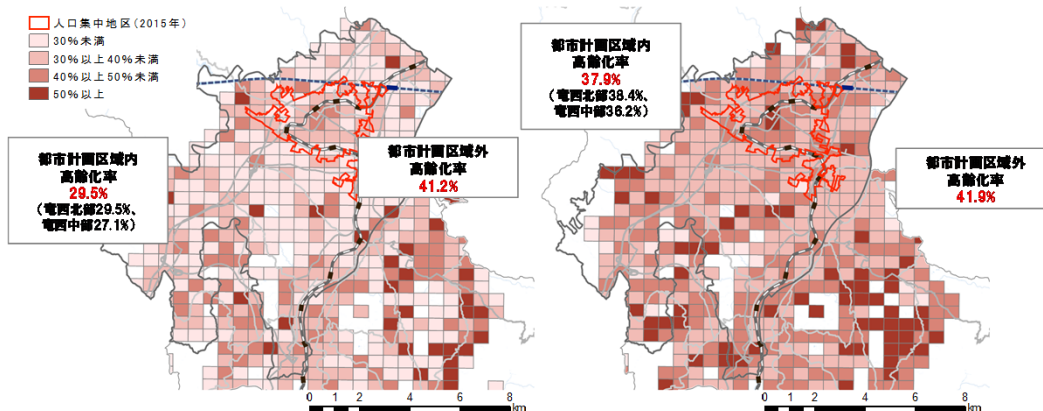 人口集中地区(2015年)
30%未満
30%以上40%未満
40%以上50%未満
50%以上
都市計画区域内
高齢化率
29.5%
(竜西北部29.5%、
竜西中部27.1%)
都市計画区域外
高齢化率
41.2%
0 1 2 4 6 8
km
都市計画区域内
高齢化率
37.9%
(竜西北部38.4%、
竜西中部36.2%)
都市計画区域外
高齢化率
41.9%
0 1 2 4 6 8
km